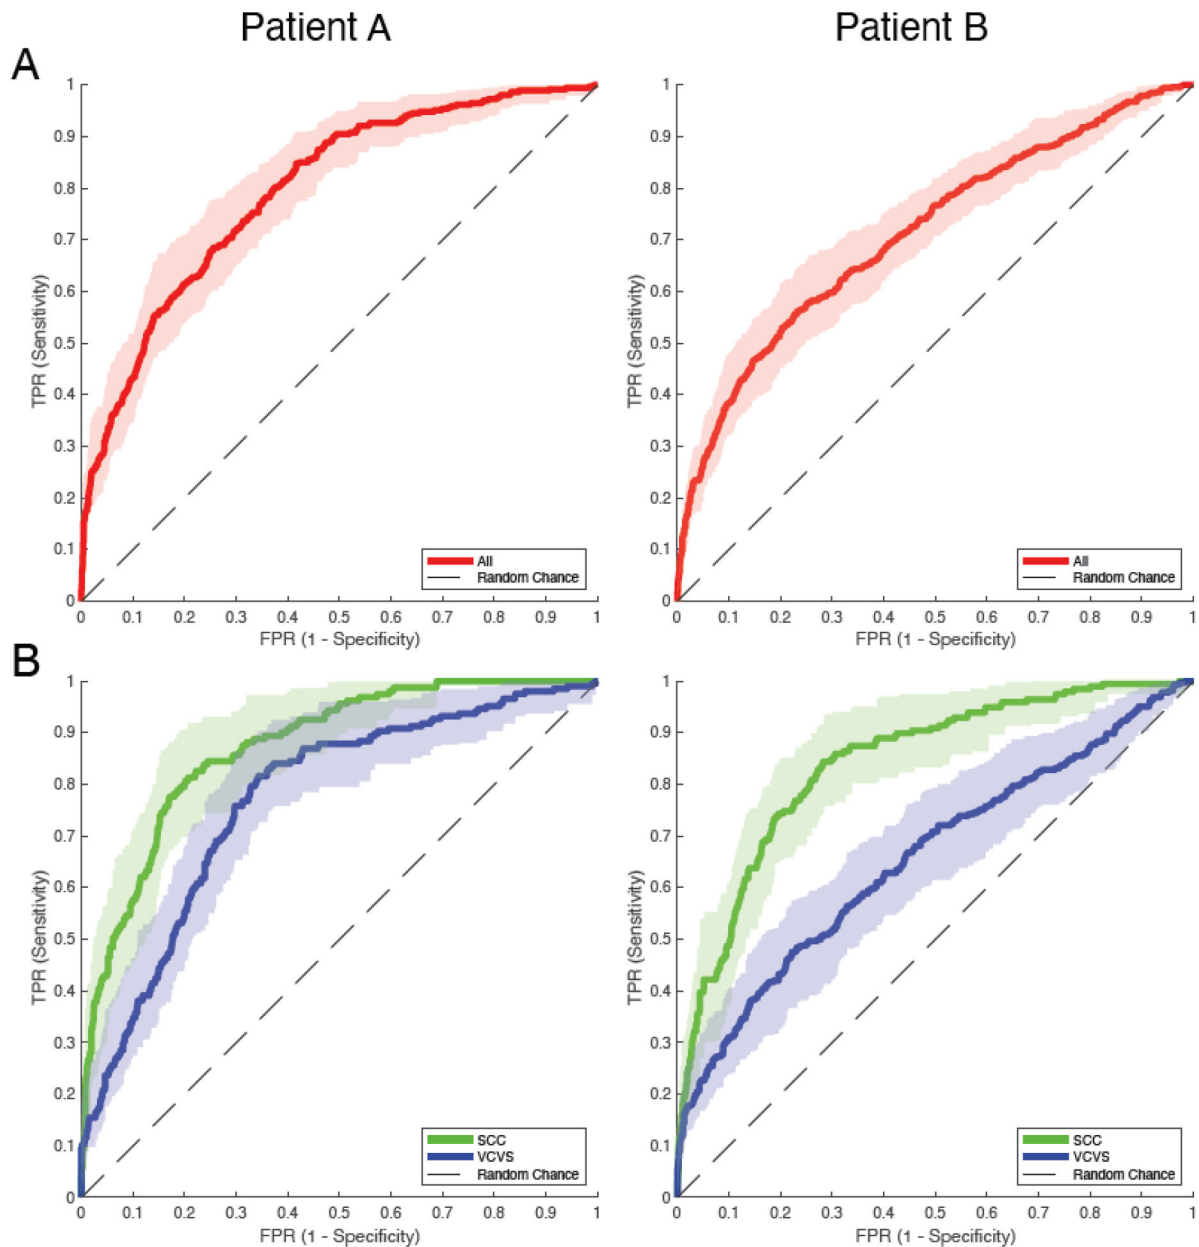 Patient A
Patient B
A
1
0.9
0.8
0.7
0.6
0.5
0.4
0.3
0.2
0.1
0
TPR (Sensitivity)
All
Random Chance
0 0.1 0.2 0.3 0.4 0.5 0.6 0.7 0.8 0.9 1
FPR (1 - Specificity)
1
0.9
0.8
0.7
0.6
0.5
0.4
0.3
0.2
0.1
0
TPR (Sensitivity)
All
Random Chance
0 0.1 0.2 0.3 0.4 0.5 0.6 0.7 0.8 0.9 1
FPR (1 - Specificity)
B
1
0.9
0.8
0.7
0.6
0.5
0.4
0.3
0.2
0.1
0
TPR (Sensitivity)
SCC
VCVS
Random Chance
0 0.1 0.2 0.3 0.4 0.5 0.6 0.7 0.8 0.9 1
FPR (1 - Specificity)
1
0.9
0.8
0.7
0.6
0.5
0.4
0.3
0.2
0.1
0
TPR (Sensitivity)
SCC
VCVS
Random Chance
0 0.1 0.2 0.3 0.4 0.5 0.6 0.7 0.8 0.9 1
FPR (1 - Specificity)